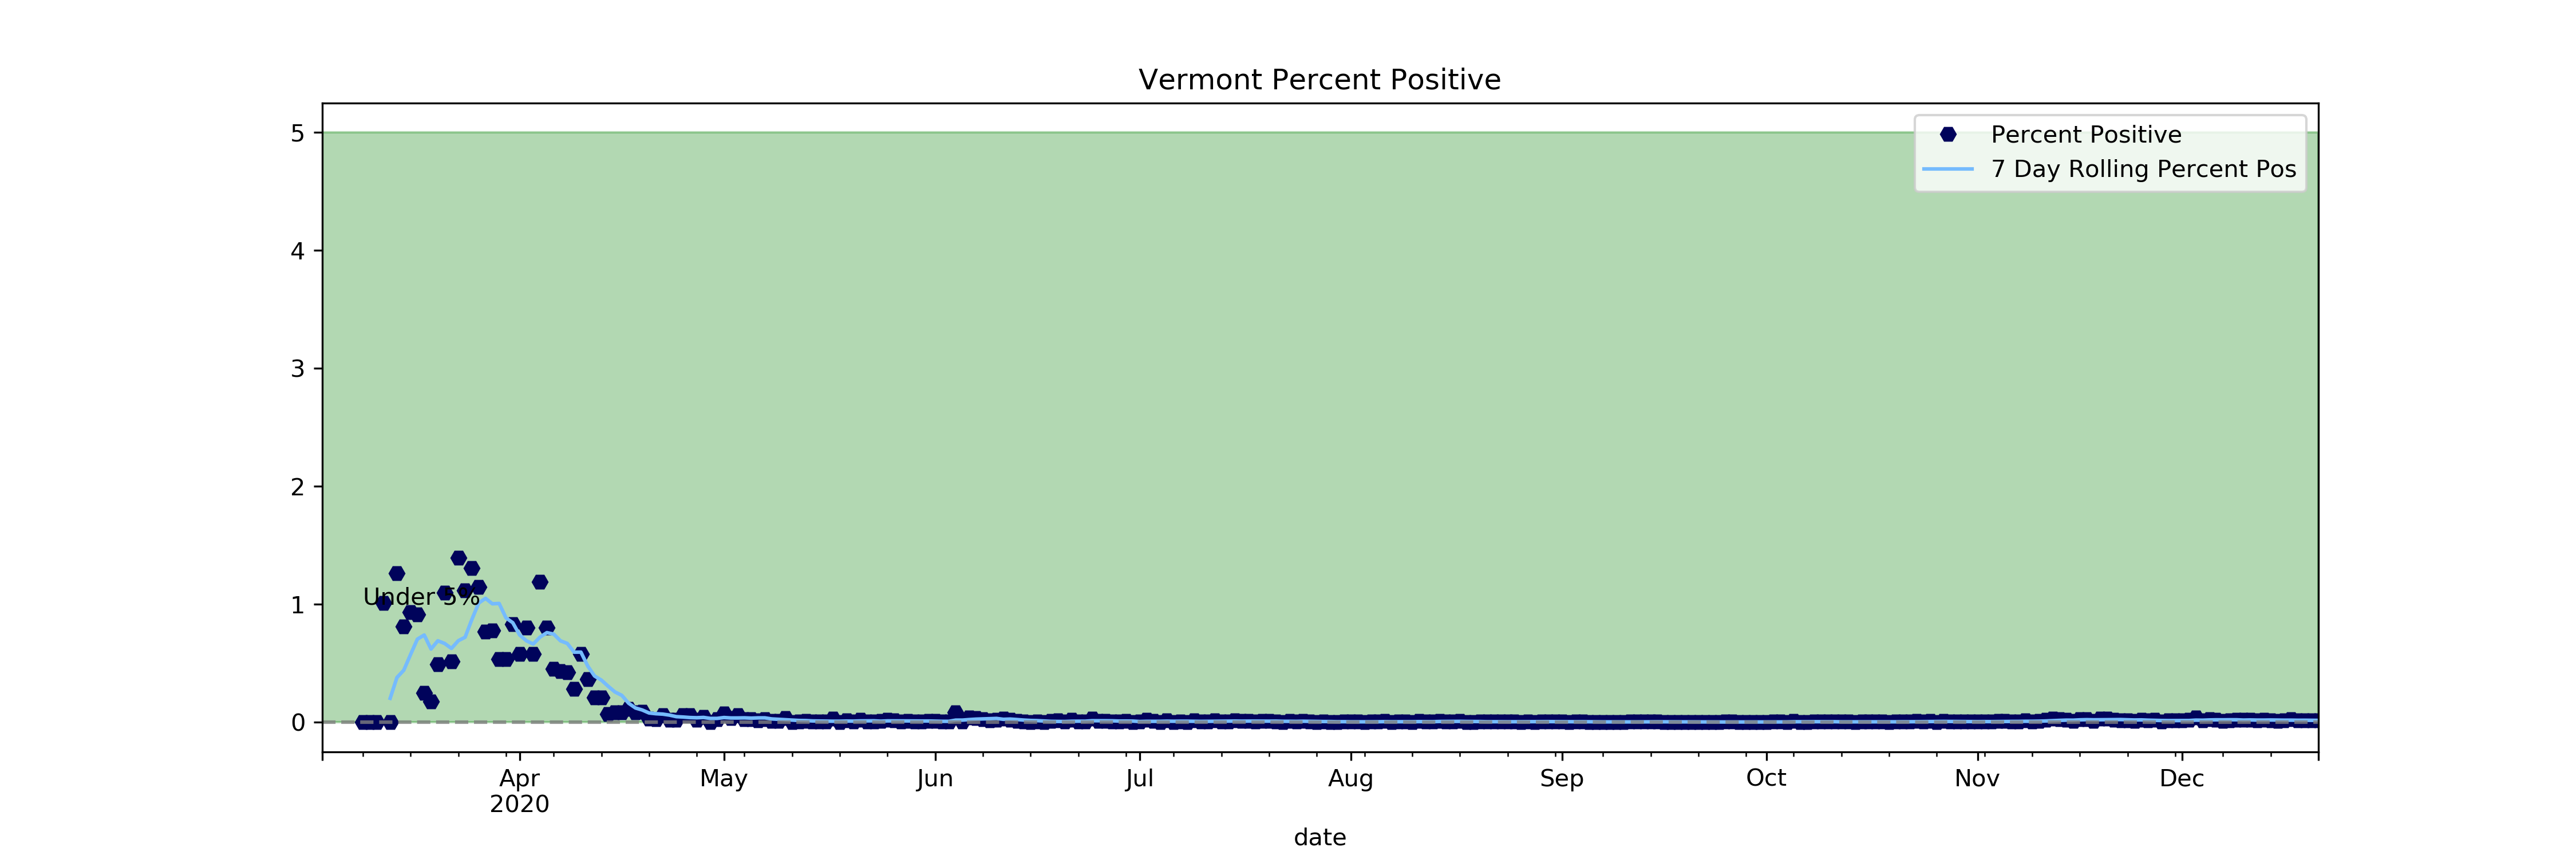 Vermont Percent Positive
Percent Positive
7 Day Rolling Percent Pos
5
4
3
2
1
0
Under 5%
Apr
2020
May
Jun
Jul
Aug
Sep
Oct
Nov
Dec
date